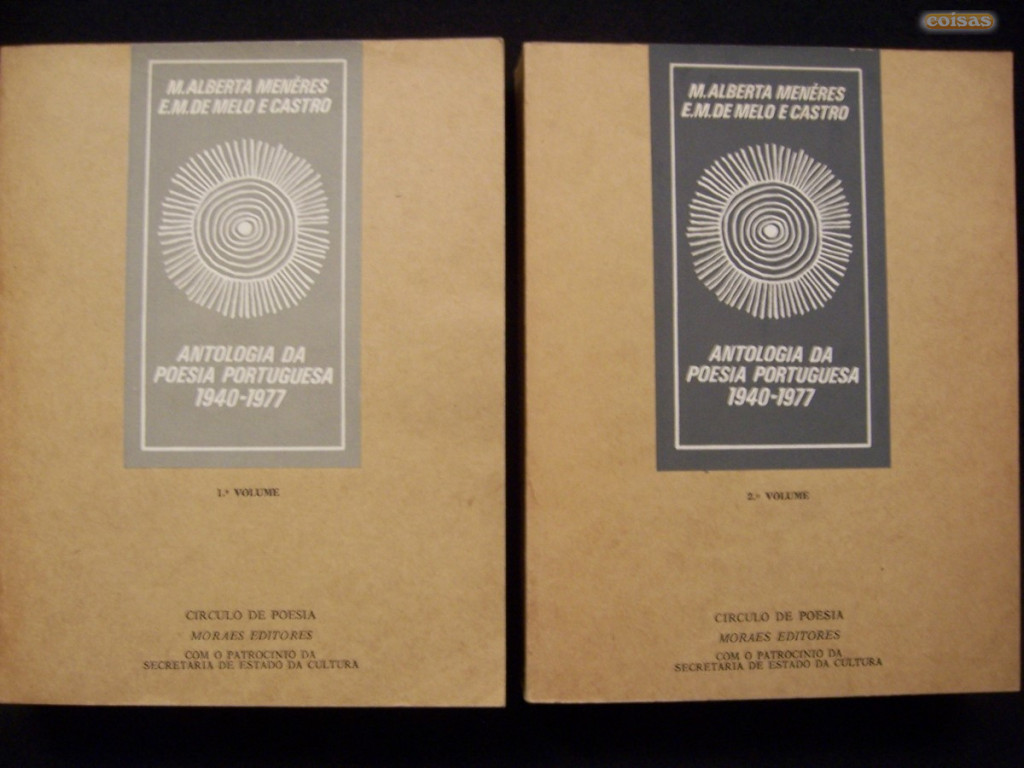 coisas
M.ALBERTA MENÉRES
E.M.DE MELO E CASTRO
ANTOLOGIA DA
POESIA PORTUGUESA
1940-1977
1.º VOLUME
CIRCULO DE POESIA
MORAES EDITORES
COM O PATROCINIO DA
SECRETARIA DE ESTADO DA CULTURA
M.ALBERTA MENÉRES
E.M.DE MELO E CASTRO
ANTOLOGIA DA
POESIA PORTUGUESA
1940-1977
2.º VOLUME
CIRCULO DE POESIA
MORAES EDITORES
COM O PATROCINIO DA
SECRETARIA DE ESTADO DA CULTURA